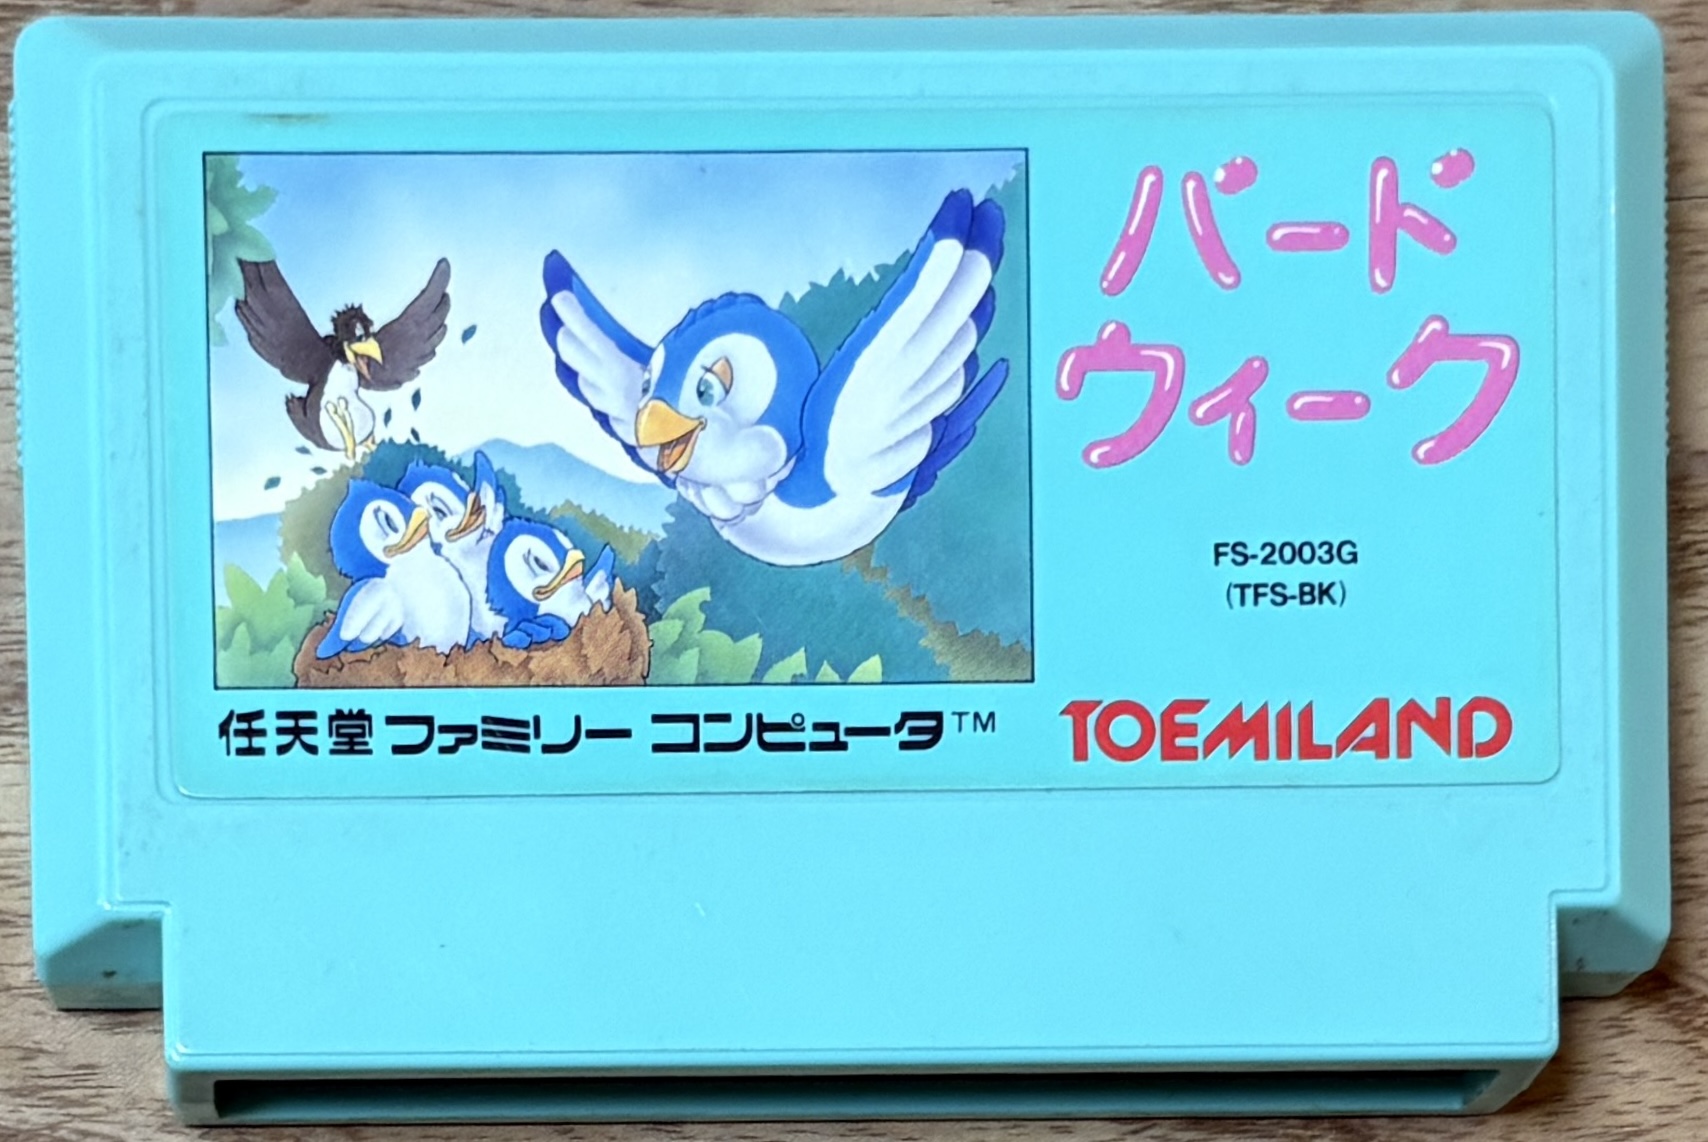 バード
ウィーク
FS-2003G
(TFS-BK)
任天堂ファミリー コンピュータ™
TOEMILAND